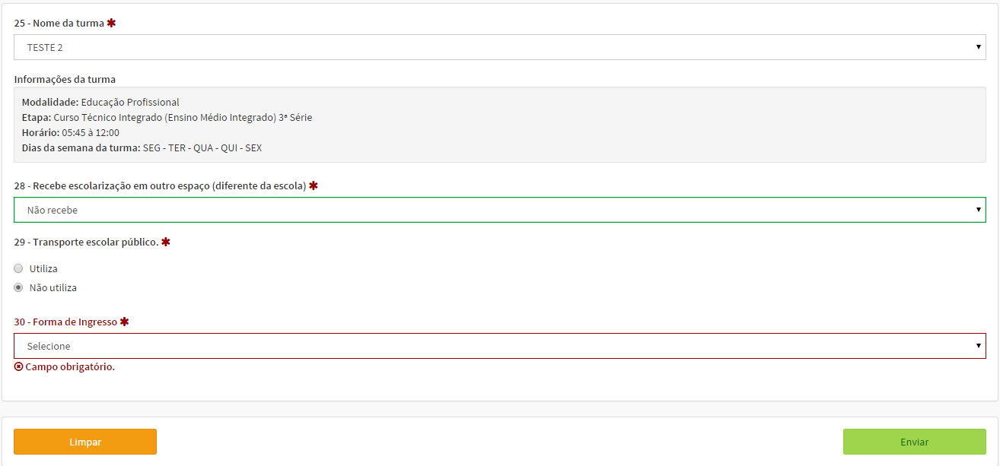 25 - Nome da turma ✱
TESTE 2
Informações da turma
Modalidade: Educação Profissional
Etapa: Curso Técnico Integrado (Ensino Médio Integrado) 3ª Série
Horário: 05:45 à 12:00
Dias da semana da turma: SEG - TER - QUA - QUI - SEX
28 - Recebe escolarização em outro espaço (diferente da escola) ✱
Não recebe
29 - Transporte escolar público. ✱
Utiliza
Não utiliza
30 - Forma de Ingresso ✱
Selecione
Campo obrigatório.
Limpar
Enviar